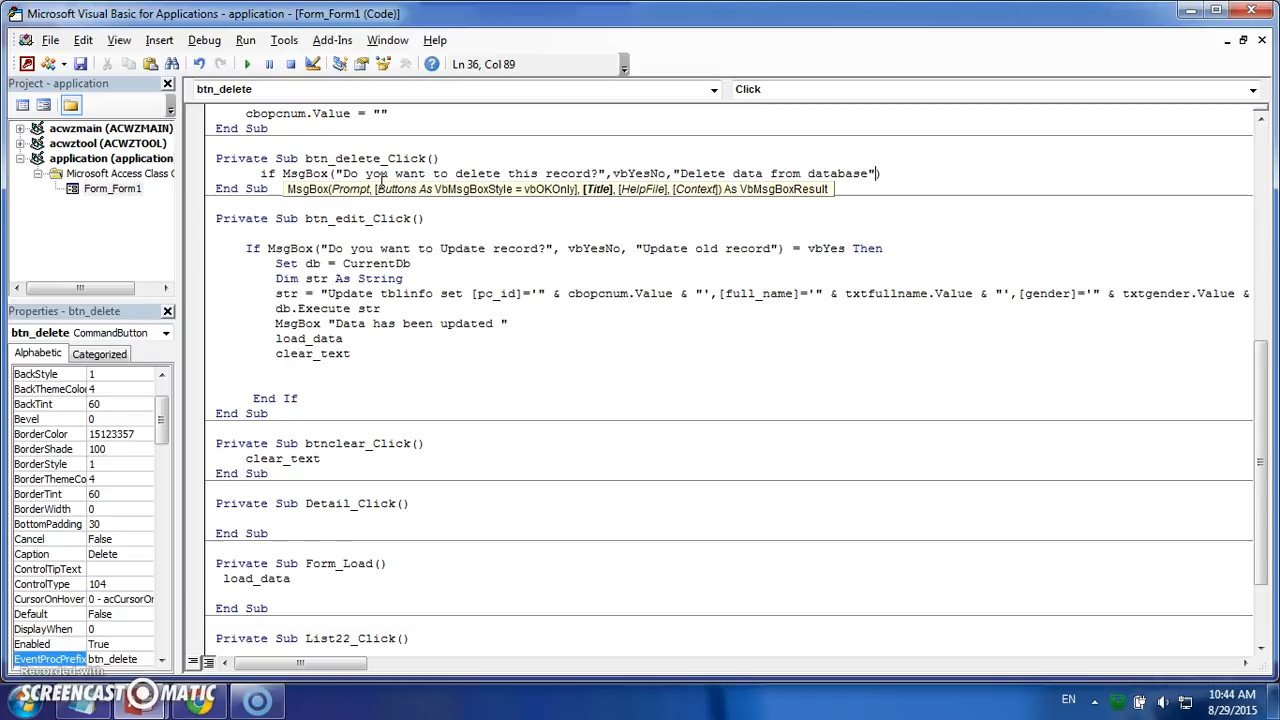 Microsoft Visual Basic for Applications - application - [Form_Form1 (Code)]
File Edit View Insert Format Debug Run Tools Add-Ins Window Help
Ln 36, Col 89
Project - application
btn_delete
Click
acwzmain (ACWZMAIN)
acwztool (ACWZTOOL)
application (application
Microsoft Access Class C
Form_Form1
cbopcnum.Value = ""
End Sub
Private Sub btn_delete_Click()
if MsgBox("Do you want to delete this record?",vbYesNo,"Delete data from database")
MsgBox(Prompt, [Buttons As VbMsgBoxStyle = vbOKOnly], [Title], [HelpFile], [Context]) As VbMsgBoxResult
End Sub
Private Sub btn_edit_Click()
If MsgBox("Do you want to Update record?", vbYesNo, "Update old record") = vbYes Then
Set db = CurrentDb
Dim str As String
str = "Update tblinfo set [pc_id]='" & cbopcnum.Value & "',[full_name]='" & txtfullname.Value & "',[gender]='" & txtgender.Value &
db.Execute str
MsgBox "Data has been updated "
load_data
clear_text
End If
End Sub
Private Sub btnclear_Click()
clear_text
End Sub
Private Sub Detail_Click()
End Sub
Private Sub Form_Load()
load_data
End Sub
Private Sub List22_Click()
Properties - btn_delete
btn_delete CommandButton
Alphabetic Categorized
BackStyle 1
BackThemeColor 4
BackTint 60
Bevel 0
BorderColor 15123357
BorderShade 100
BorderStyle 1
BorderThemeCo 4
BorderTint 60
BorderWidth 0
BottomPadding 30
Cancel False
Caption Delete
ControlTipText
ControlType 104
CursorOnHover 0 - acCursorOn
Default False
DisplayWhen 0
Enabled True
EventProcPrefix btn_delete
Recorded with
SCREENCAST MATIC
EN
10:44 AM
8/29/2015